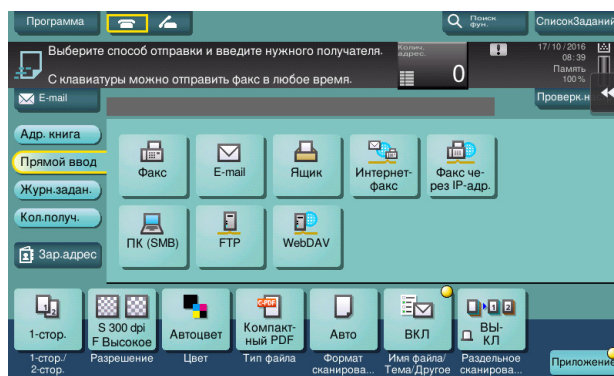 Программа
Поиск
фун.
СписокЗаданий
Выберите способ отправки и введите нужного получателя.
С клавиатуры можно отправить факс в любое время.
Колич.
адрес.
0
17/10/2016
08:39
Память
100%
E-mail
Проверк.н
Адр. книга
Прямой ввод
Журн.задан.
Кол.получ.
Зар.адрес
Факс
E-mail
Ящик
Интернет-
факс
Факс че-
рез IP-адр.
ПК (SMB)
FTP
WebDAV
1-стор.
S 300 dpi
F Высокое
Автоцвет
Компакт-
ный PDF
Авто
ВКЛ
ВЫ-
КЛ
1-стор./
2-стор.
Разрешение
Цвет
Тип файла
Формат
сканирова...
Имя файла/
Тема/Другое
Раздельное
сканирова...
Приложение